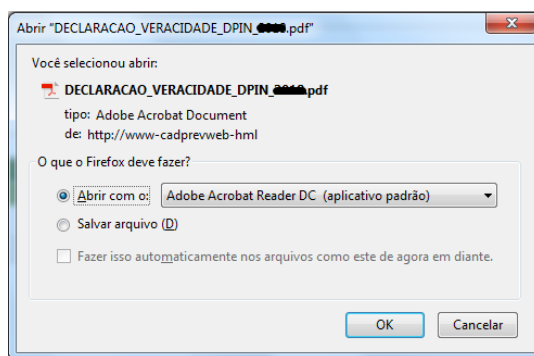 Abrir "DECLARACAO_VERACIDADE_DPIN_.pdf"
Você selecionou abrir:
DECLARACAO_VERACIDADE_DPIN_.pdf
tipo: Adobe Acrobat Document
de: http://www-cadprevweb-hml
O que o Firefox deve fazer?
Abrir com o: Adobe Acrobat Reader DC (aplicativo padrão)
Salvar arquivo (D)
Fazer isso automaticamente nos arquivos como este de agora em diante.
OK Cancelar